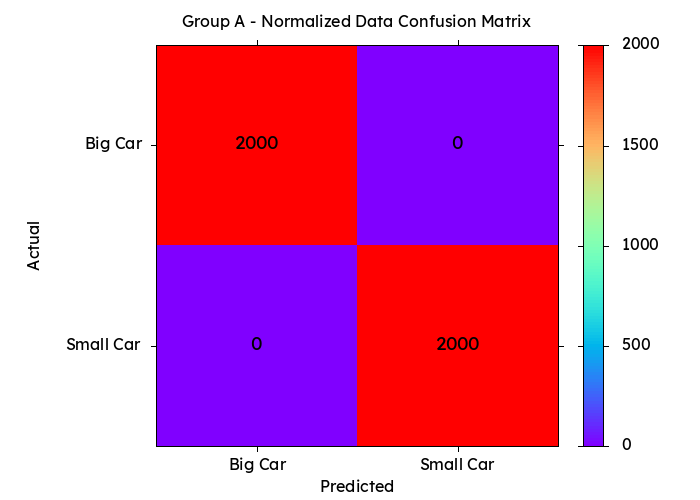 Group A - Normalized Data Confusion Matrix
2000
Big Car
2000
0
1500
Actual
1000
Small Car
0
2000
500
0
Big Car
Small Car
Predicted